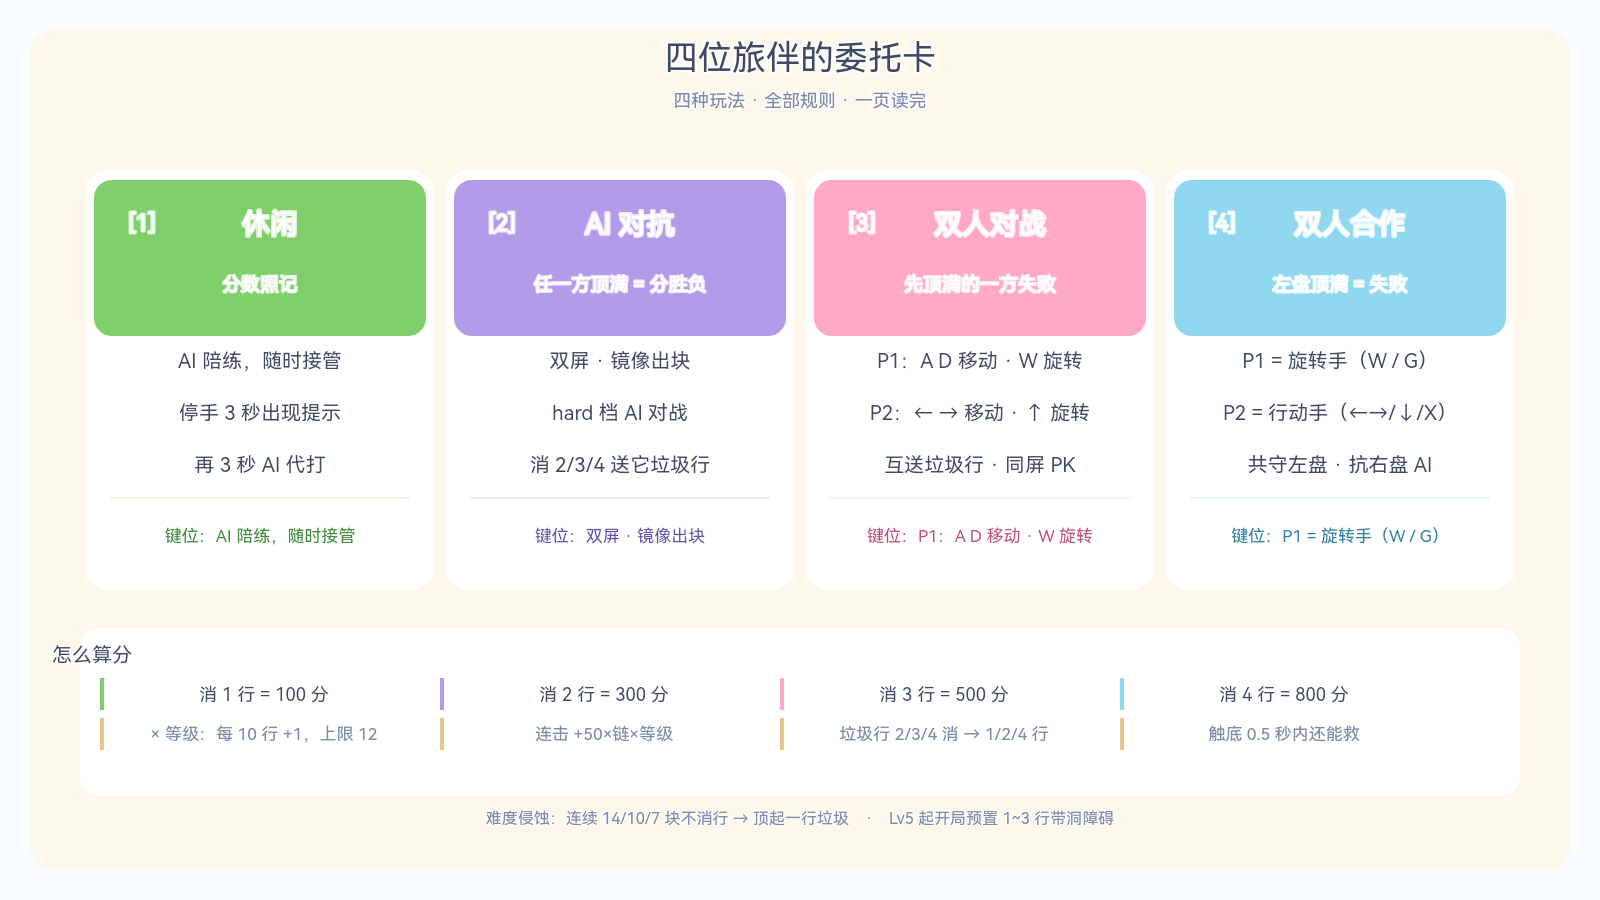 四位旅伴的委托卡
四种玩法 · 全部规则 · 一页读完
[1] 休闲
分数照记
AI 陪练，随时接管
停手 3 秒出现提示
再 3 秒 AI 代打
键位：AI 陪练，随时接管
[2] AI 对抗
任一方顶满 = 分胜负
双屏 · 镜像出块
hard 档 AI 对战
消 2/3/4 送它垃圾行
键位：双屏 · 镜像出块
[3] 双人对战
先顶满的一方失败
P1：A D 移动 · W 旋转
P2：← → 移动 · ↑ 旋转
互送垃圾行 · 同屏 PK
键位：P1：A D 移动 · W 旋转
[4] 双人合作
左盘顶满 = 失败
P1 = 旋转手（W / G）
P2 = 行动手（←→/↓/X）
共守左盘 · 抗右盘 AI
键位：P1 = 旋转手（W / G）
怎么算分
消 1 行 = 100 分
消 2 行 = 300 分
消 3 行 = 500 分
消 4 行 = 800 分
× 等级：每 10 行 +1，上限 12
连击 +50×链×等级
垃圾行 2/3/4 消 → 1/2/4 行
触底 0.5 秒内还能救
难度侵蚀：连续 14/10/7 块不消行 → 顶起一行垃圾 · Lv5 起开局预置 1~3 行带洞障碍